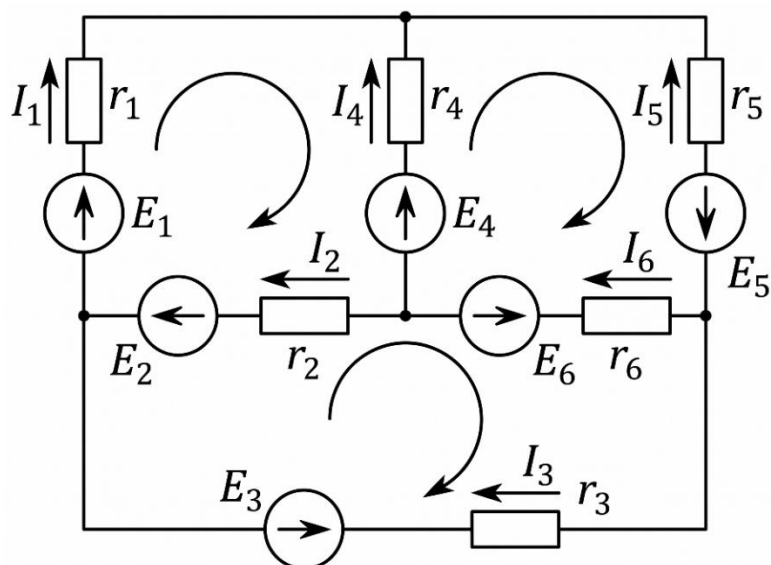 I₁ r₁ I₄ r₄ I₅ r₅
E₁ E₄ E₅
I₂ I₆
E₂ r₂ E₆ r₆
E₃ I₃ r₃